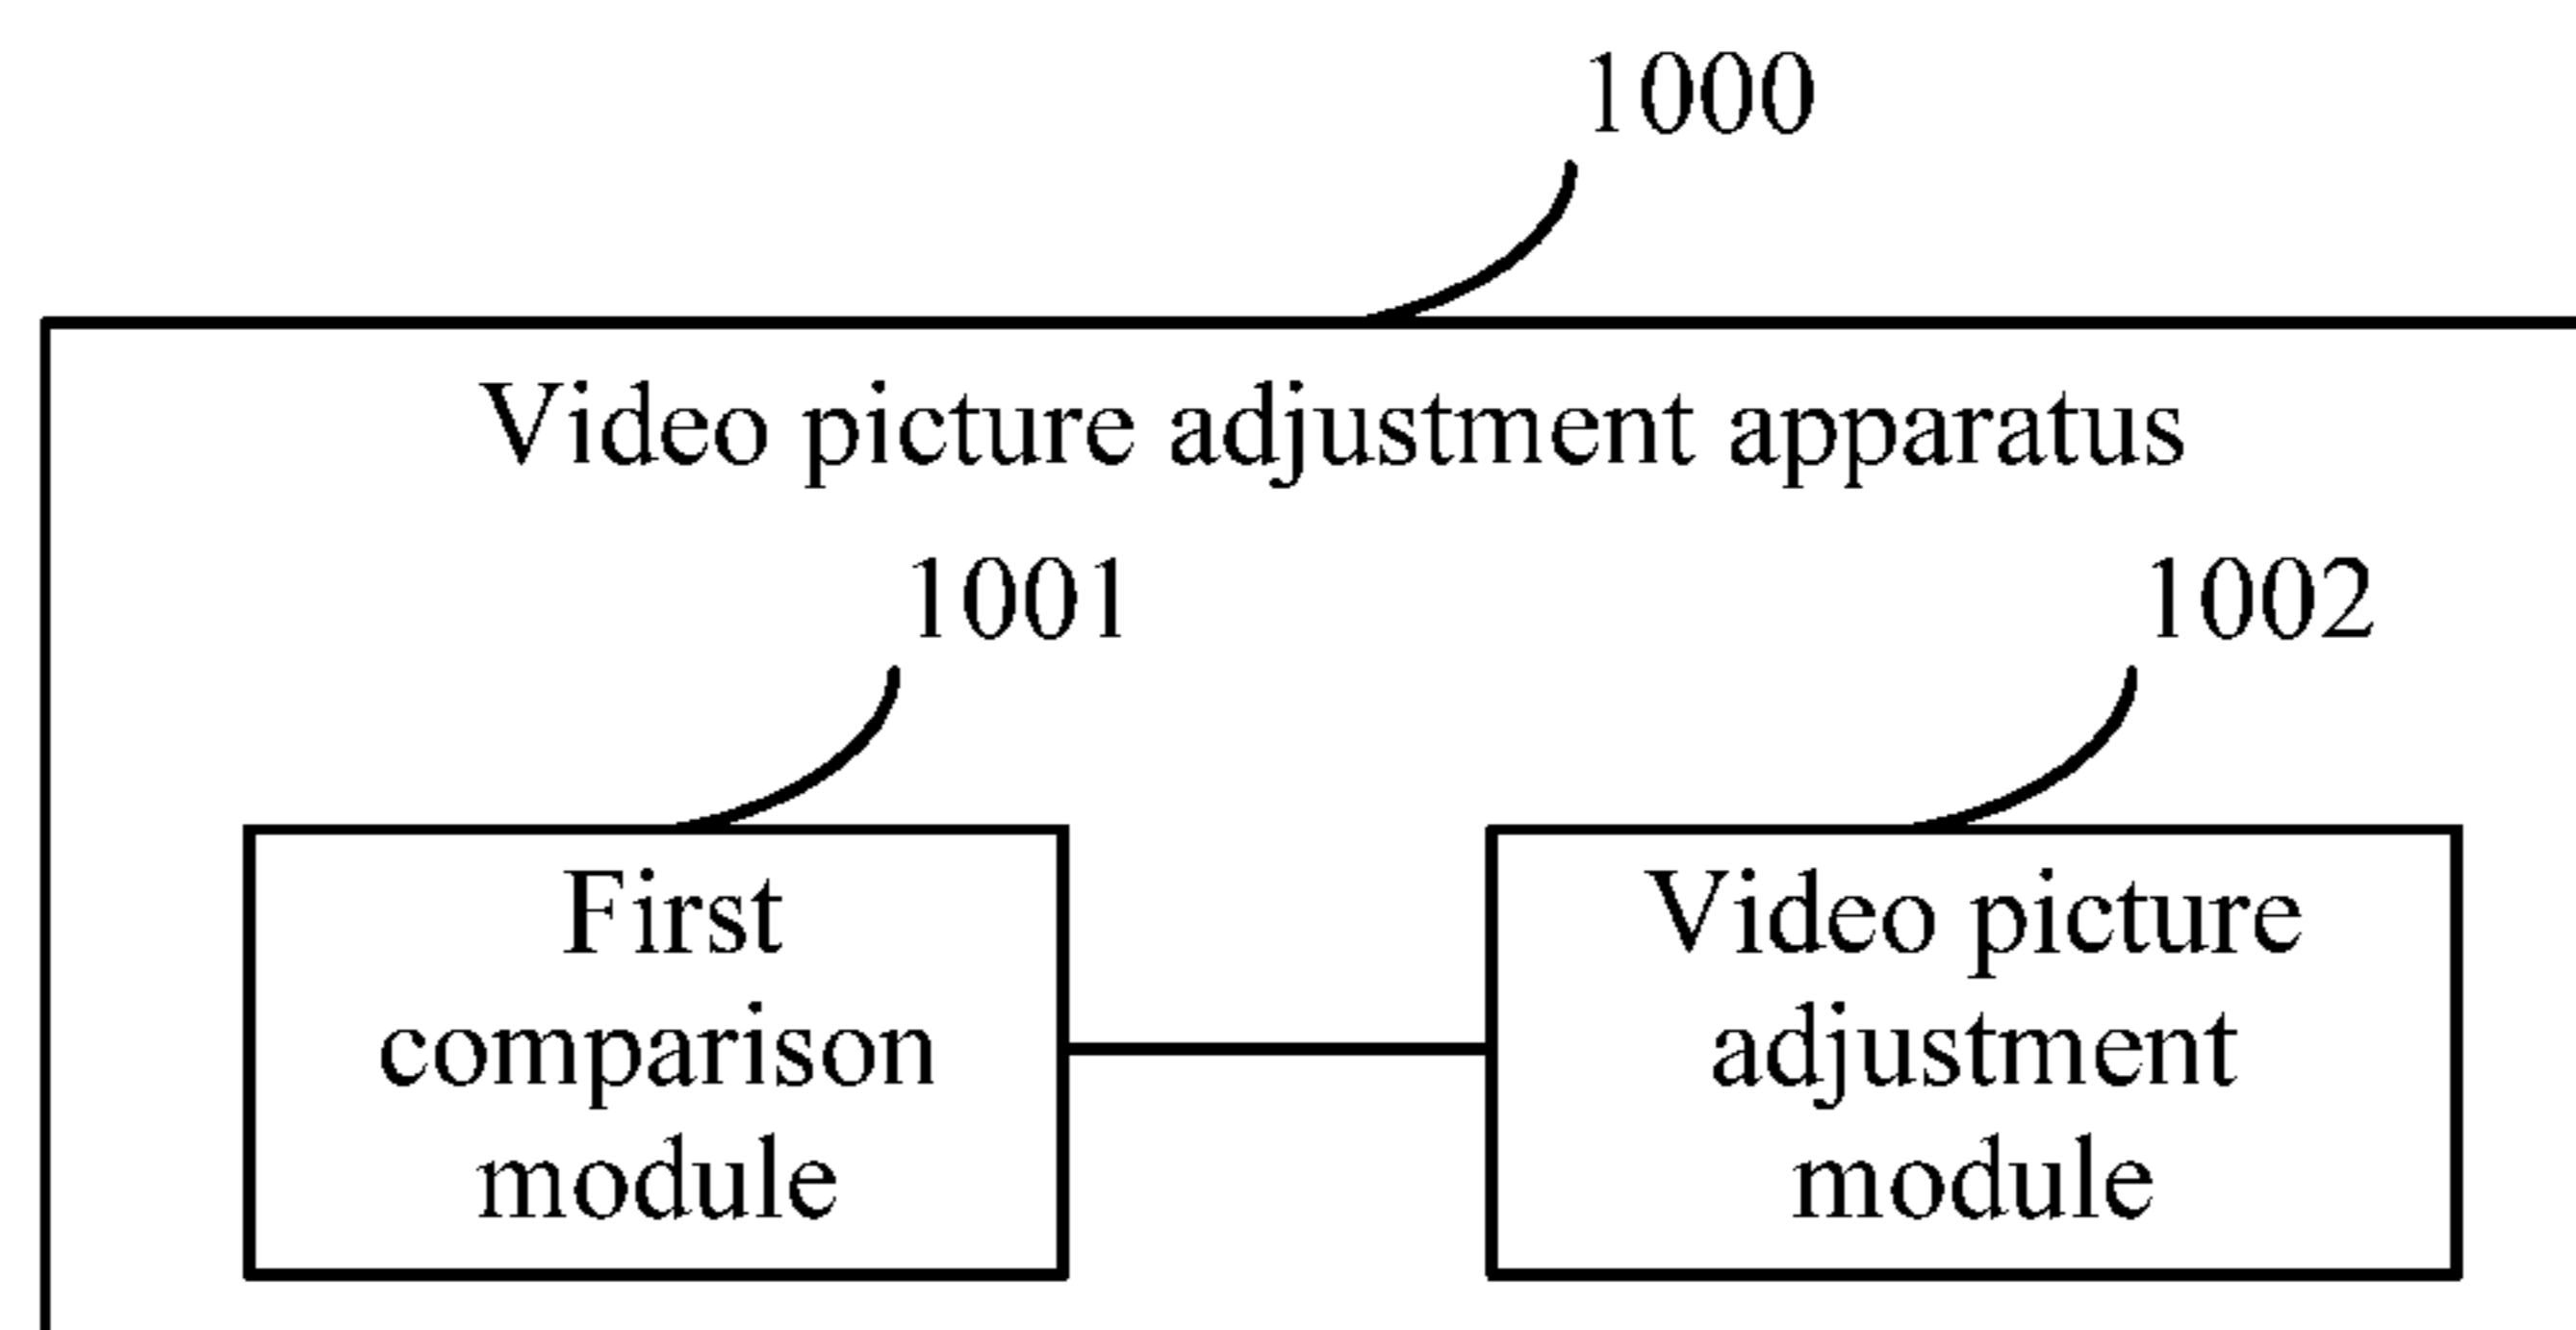 1000
Video picture adjustment apparatus
1001
1002
First
comparison
module
Video picture
adjustment
module